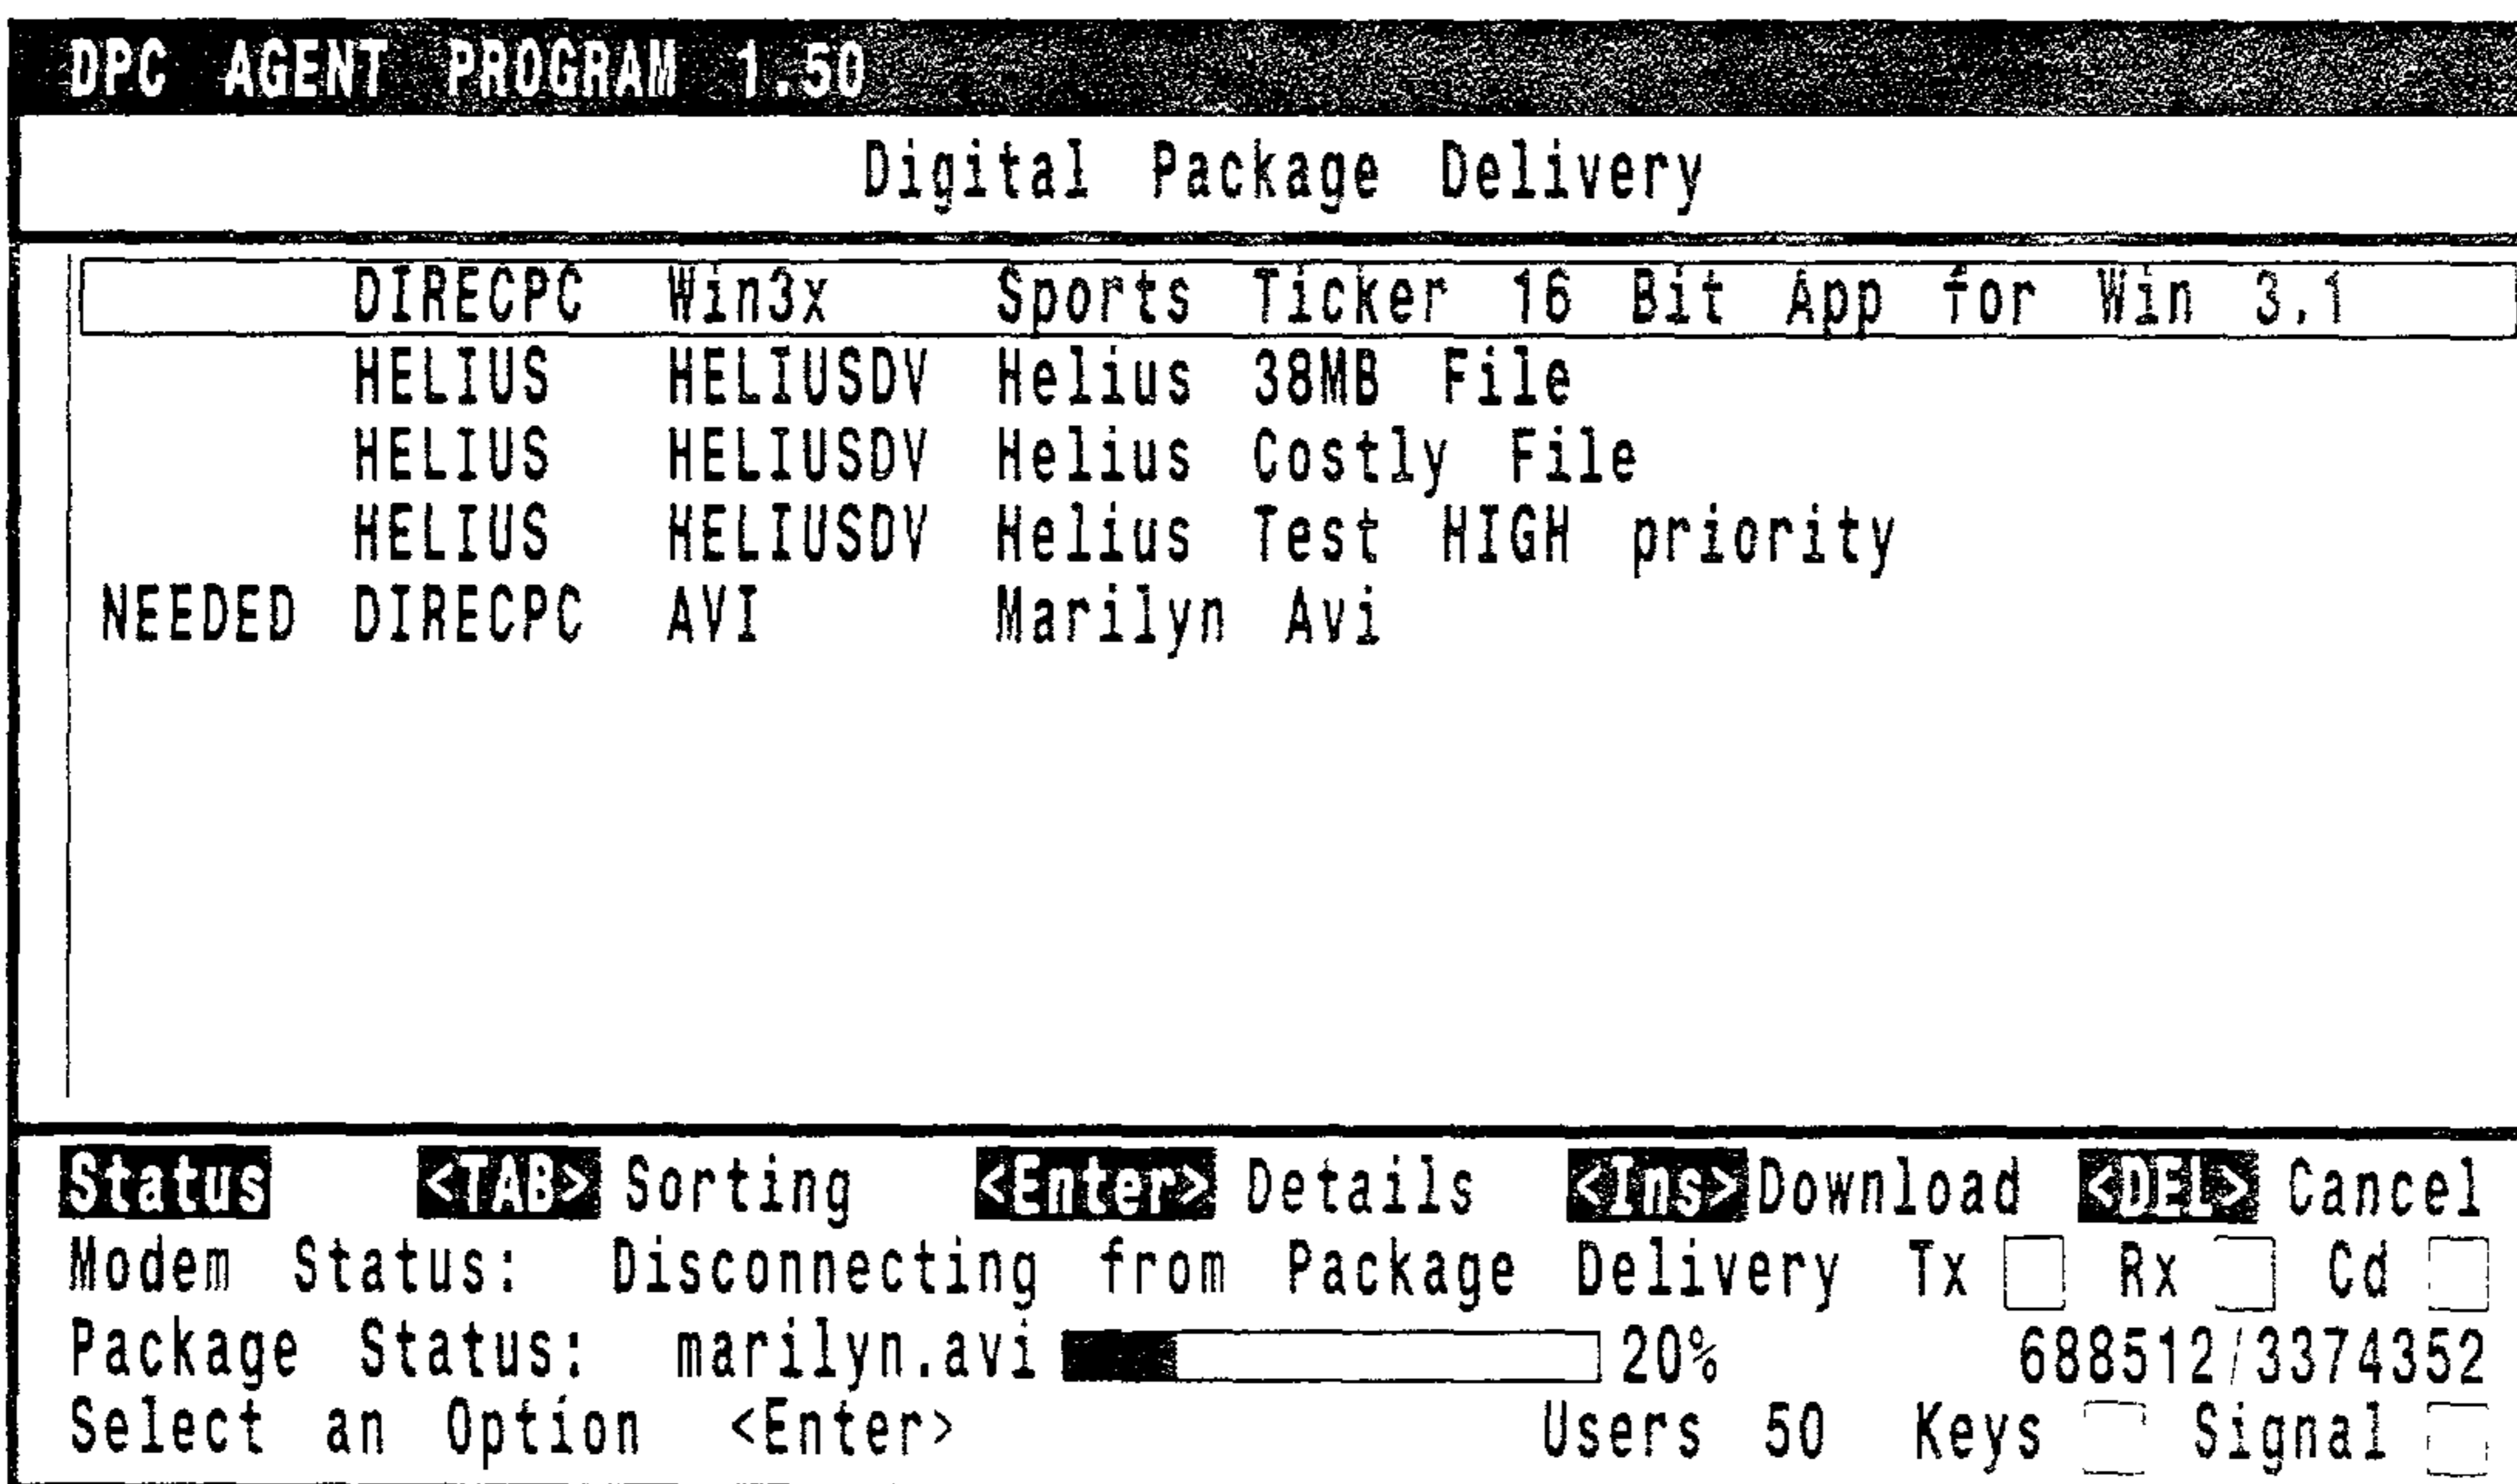 DPC AGENT PROGRAM 1.50
Digital Package Delivery
DIRECPC Win3x Sports Ticker 16 Bit App for Win 3.1
HELIUS HELIUSDV Helius 38MB File
HELIUS HELIUSDV Helius Costly File
HELIUS HELIUSDV Helius Test HIGH priority
NEEDED DIRECPC AVI Marilyn Avi
Status <TAB> Sorting <Enter> Details <Ins> Download <DEL> Cancel
Modem Status: Disconnecting from Package Delivery Tx Rx Cd
Package Status: marilyn.avi 20% 688512/3374352
Select an Option <Enter> Users 50 Keys Signal